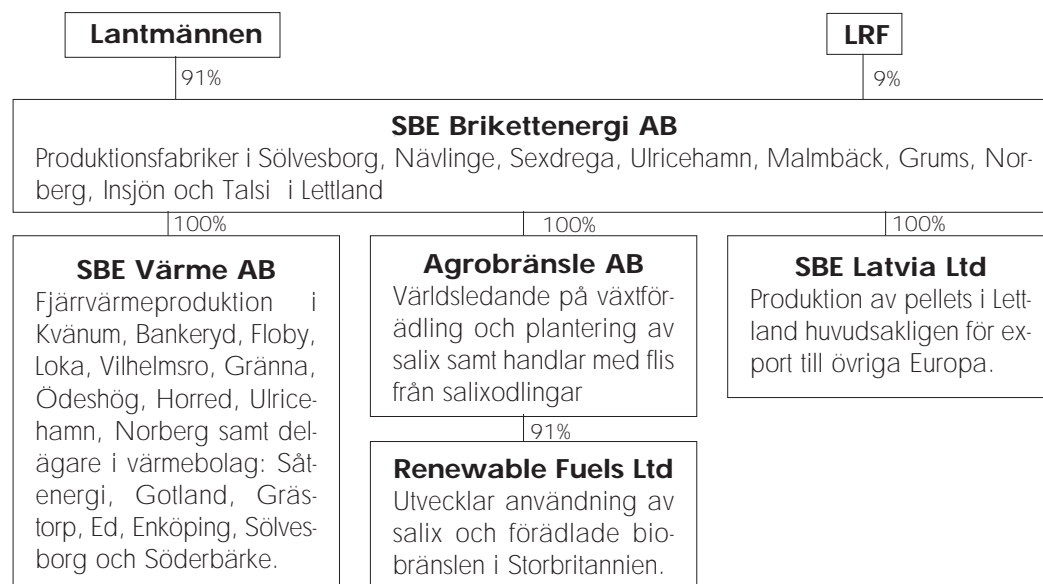 Lantmännen
LRF
91%
9%
SBE Brikettenergi AB
Produktionsfabriker i Sölvesborg, Nävlinge, Sexdrega, Ulricehamn, Malmbäck, Grums, Nor-
berg, Insjön och Talsi i Lettland
100%
100%
100%
SBE Värme AB
Fjärrvärmeproduktion i
Kvänum, Bankeryd, Floby,
Loka, Vilhelmsro, Gränna,
Ödeshög, Horred, Ulrice-
hamn, Norberg samt del-
ägare i värmebolag: Såt-
energi, Gotland, Gräs-
torp, Ed, Enköping, Sölves-
borg och Söderbärke.
Agrobränsle AB
Världsledande på växtför-
ädling och plantering av
salix samt handlar med flis
från salixodlingar
91%
Renewable Fuels Ltd
Utvecklar användning av
salix och förädlade bio-
bränslen i Storbritannien.
SBE Latvia Ltd
Produktion av pellets i Lett-
land huvudsakligen för ex-
port till övriga Europa.